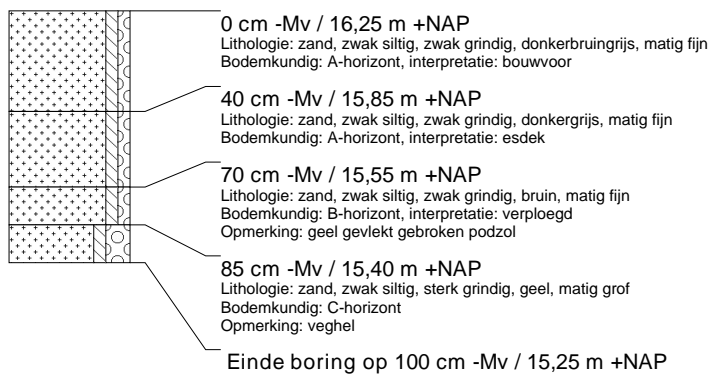 0 cm -Mv / 16,25 m +NAP
Lithologie: zand, zwak siltig, zwak grindig, donkerbruingrijs, matig fijn
Bodemkundig: A-horizont, interpretatie: bouwvoor
40 cm -Mv / 15,85 m +NAP
Lithologie: zand, zwak siltig, zwak grindig, donkergrijs, matig fijn
Bodemkundig: A-horizont, interpretatie: esdek
70 cm -Mv / 15,55 m +NAP
Lithologie: zand, zwak siltig, zwak grindig, bruin, matig fijn
Bodemkundig: B-horizont, interpretatie: verploegd
Opmerking: geel gevlekt gebroken podzol
85 cm -Mv / 15,40 m +NAP
Lithologie: zand, zwak siltig, sterk grindig, geel, matig grof
Bodemkundig: C-horizont
Opmerking: veghel
Einde boring op 100 cm -Mv / 15,25 m +NAP